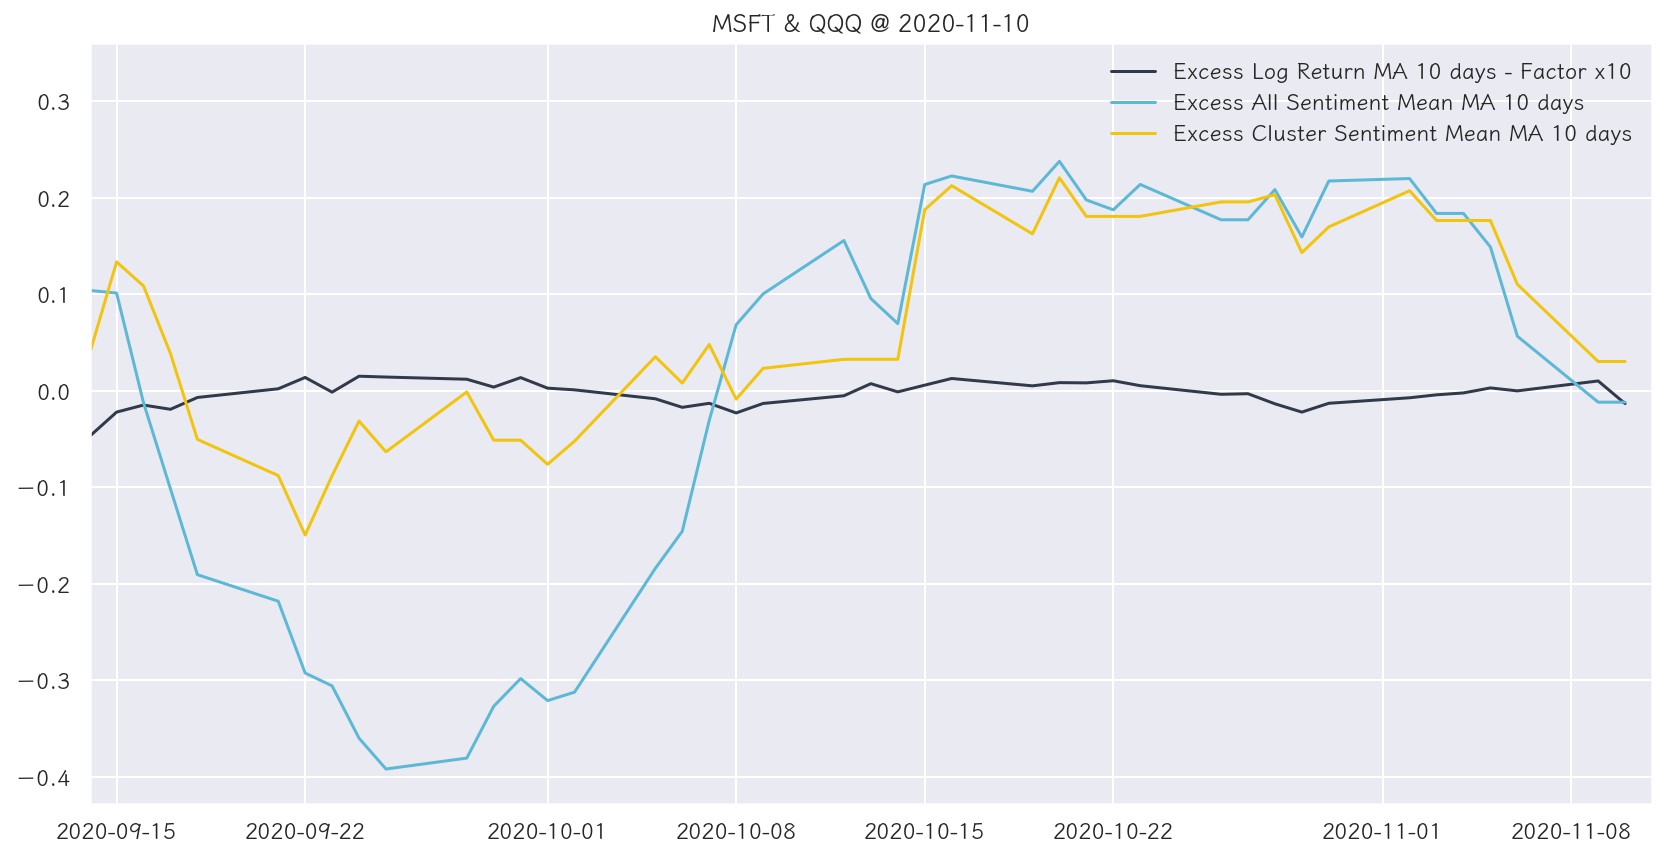 MSFT & QQQ @ 2020-11-10
Excess Log Return MA 10 days - Factor x10
Excess All Sentiment Mean MA 10 days
Excess Cluster Sentiment Mean MA 10 days
0.3
0.2
0.1
0.0
−0.1
−0.2
−0.3
−0.4
2020-09-15 2020-09-22 2020-10-01 2020-10-08 2020-10-15 2020-10-22 2020-11-01 2020-11-08